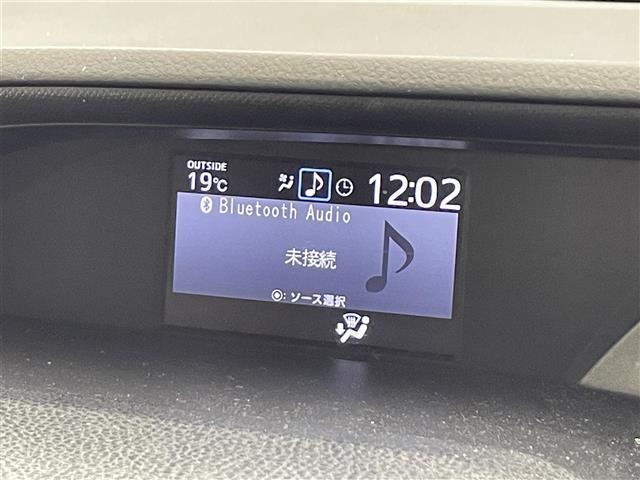 OUTSIDE
19℃ 12:02
Bluetooth Audio
未接続
◉: ソース選択